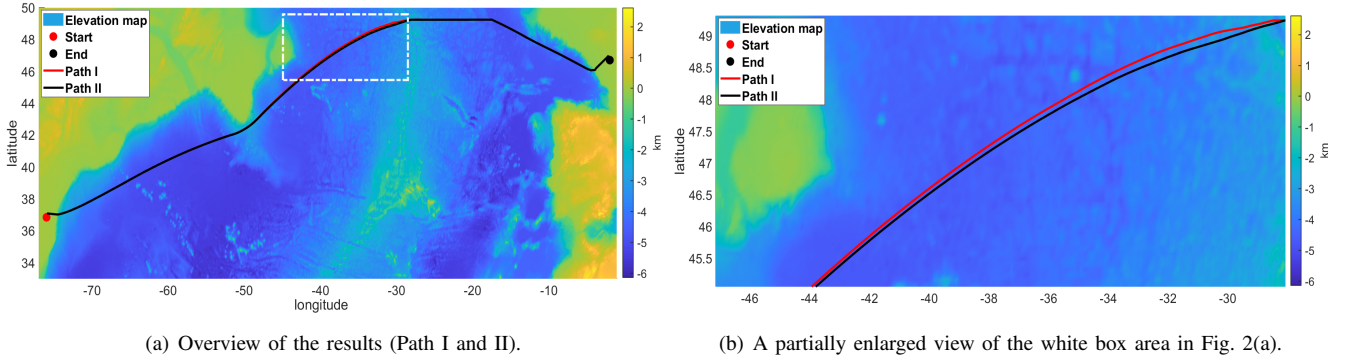 50
48
46
44
42
40
38
36
34
latitude
Elevation map
Start
End
Path I
Path II
-70 -60 -50 -40 -30 -20 -10
longitude
2
1
0
-1
-2
-3
-4
-5
-6
km
(a) Overview of the results (Path I and II).
49
48.5
48
47.5
47
46.5
46
45.5
latitude
Elevation map
Start
End
Path I
Path II
-46 -44 -42 -40 -38 -36 -34 -32 -30
2
1
0
-1
-2
-3
-4
-5
-6
km
(b) A partially enlarged view of the white box area in Fig. 2(a).